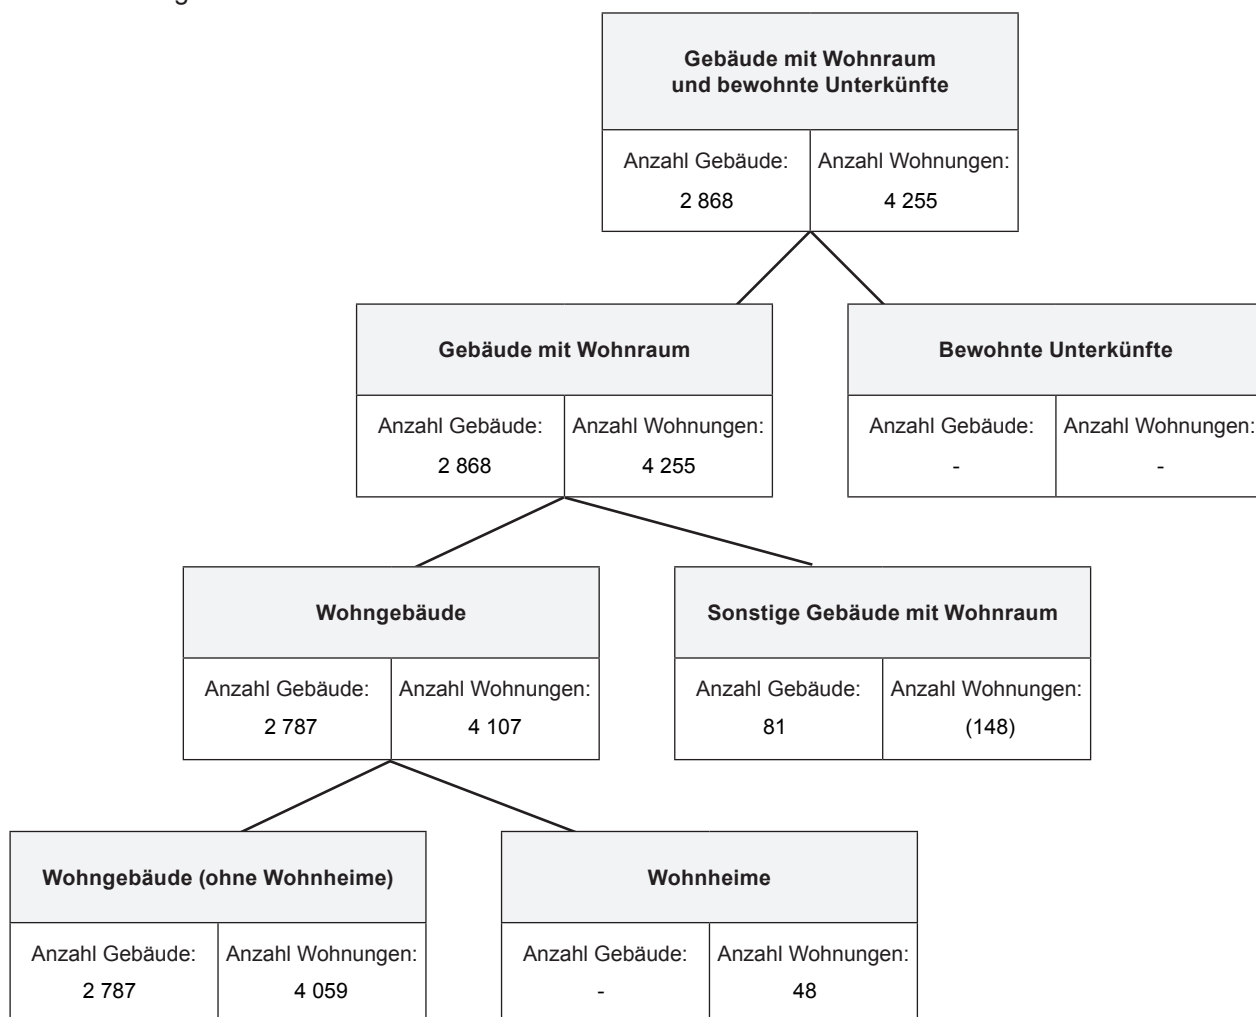 Gebäude mit Wohnraum
und bewohnte Unterkünfte
Anzahl Gebäude: Anzahl Wohnungen:
2 868 4 255
Gebäude mit Wohnraum
Anzahl Gebäude: Anzahl Wohnungen:
2 868 4 255
Bewohnte Unterkünfte
Anzahl Gebäude: Anzahl Wohnungen:
- -
Wohngebäude
Anzahl Gebäude: Anzahl Wohnungen:
2 787 4 107
Sonstige Gebäude mit Wohnraum
Anzahl Gebäude: Anzahl Wohnungen:
81 (148)
Wohngebäude (ohne Wohnheime)
Anzahl Gebäude: Anzahl Wohnungen:
2 787 4 059
Wohnheime
Anzahl Gebäude: Anzahl Wohnungen:
- 48